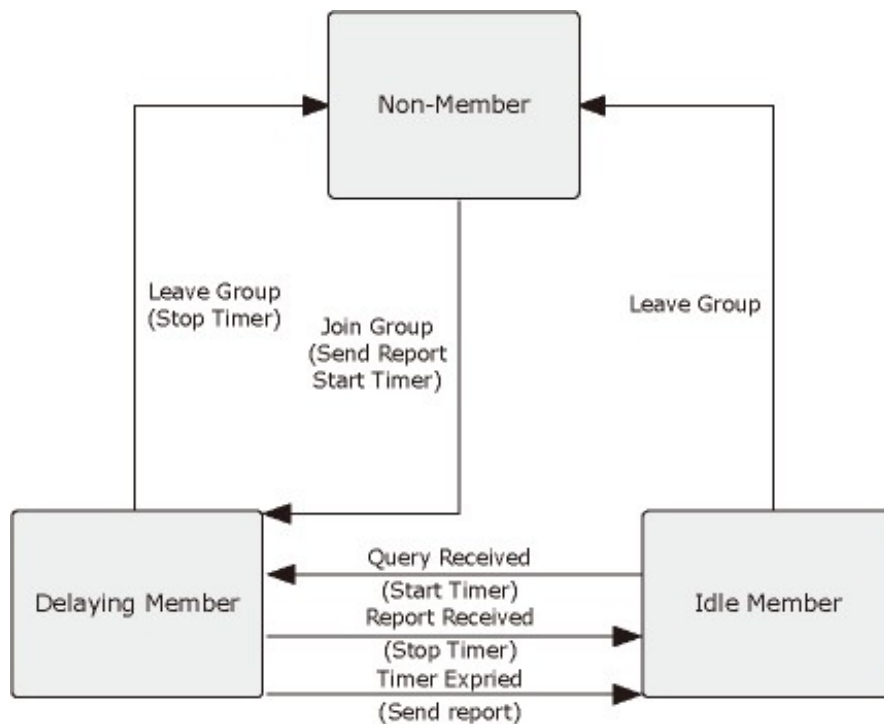 Non-Member
Leave Group
(Stop Timer)
Join Group
(Send Report
Start Timer)
Leave Group
Delaying Member
Query Received
(Start Timer)
Report Received
(Stop Timer)
Timer Expried
(Send report)
Idle Member